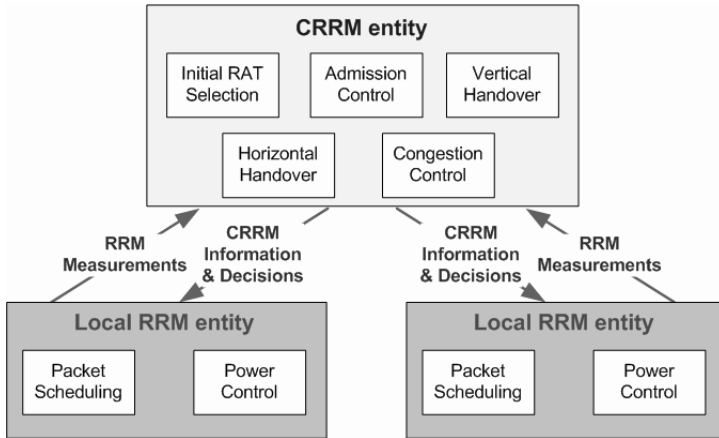 CRRM entity
Initial RAT
Selection
Admission
Control
Vertical
Handover
Horizontal
Handover
Congestion
Control
RRM
Measurements
CRRM
Information
& Decisions
CRRM
Information
& Decisions
RRM
Measurements
Local RRM entity
Packet
Scheduling
Power
Control
Local RRM entity
Packet
Scheduling
Power
Control